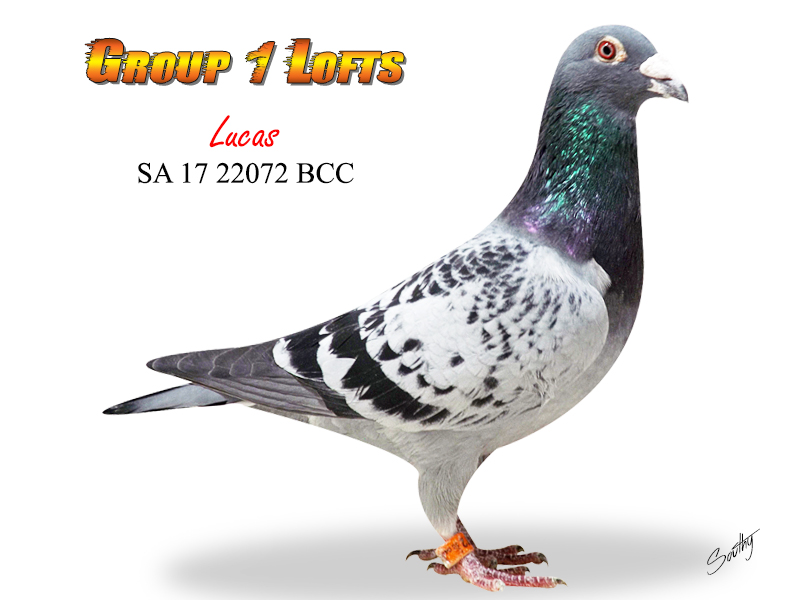 GROUP 1 LOFTS
Lucas
SA 17 22072 BCC
Southy